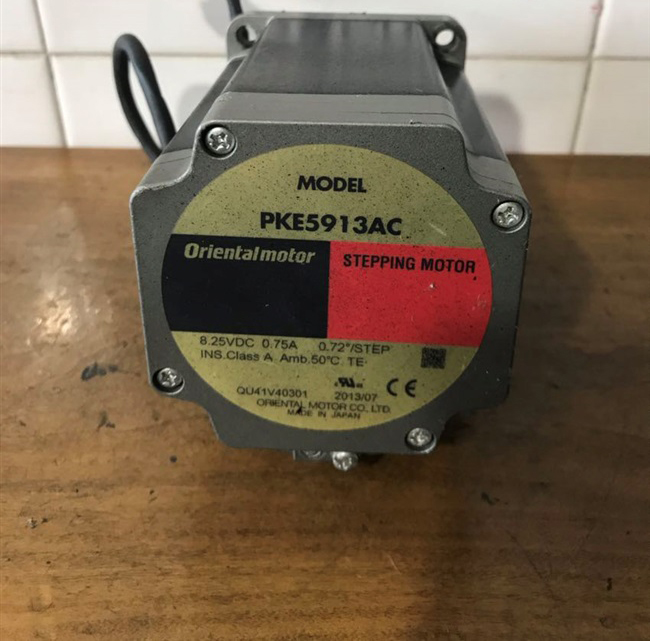 MODEL
PKE5913AC
Orientalmotor
STEPPING MOTOR
8.25VDC 0.75A 0.72°/STEP
INS.Class A. Amb.50°C. TE
QU41V40301 2013/07
ORIENTAL MOTOR CO.,LTD.
MADE IN JAPAN
CE